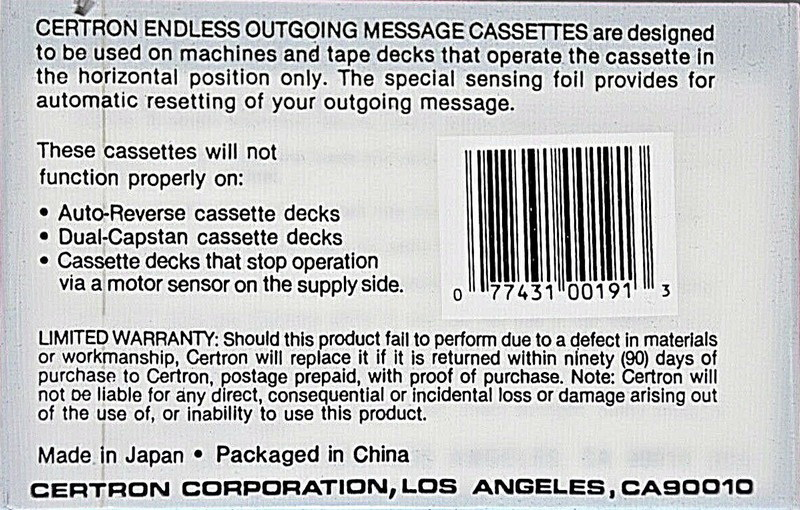 CERTRON ENDLESS OUTGOING MESSAGE CASSETTES are designed
to be used on machines and tape decks that operate the cassette in
the horizontal position only. The special sensing foil provides for
automatic resetting of your outgoing message.
These cassettes will not
function properly on:
• Auto-Reverse cassette decks
• Dual-Capstan cassette decks
• Cassette decks that stop operation
via a motor sensor on the supply side.
0 77431 00191 3
LIMITED WARRANTY: Should this product fail to perform due to a defect in materials
or workmanship, Certron will replace it if it is returned within ninety (90) days of
purchase to Certron, postage prepaid, with proof of purchase. Note: Certron will
not be liable for any direct, consequential or incidental loss or damage arising out
of the use of, or inability to use this product.
Made in Japan • Packaged in China
CERTRON CORPORATION, LOS ANGELES, CA90010